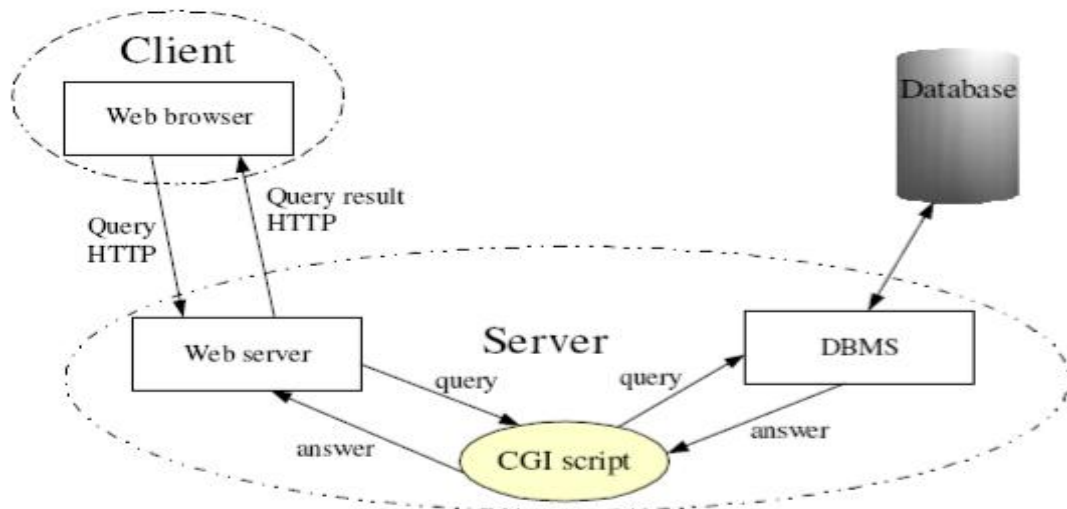 Client
Web browser
Database
Query result
HTTP
Query
HTTP
Server
Web server
DBMS
query
query
answer
answer
CGI script